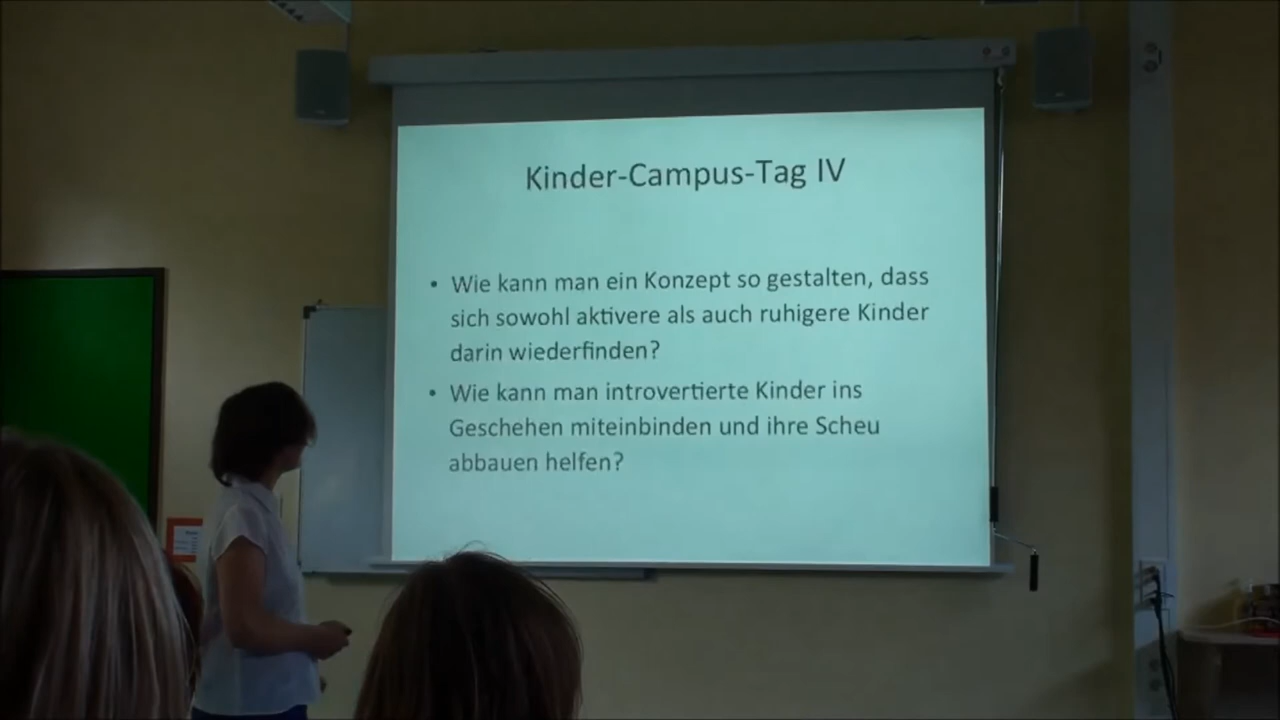 Kinder-Campus-Tag IV
• Wie kann man ein Konzept so gestalten, dass
sich sowohl aktivere als auch ruhigere Kinder
darin wiederfinden?
• Wie kann man introvertierte Kinder ins
Geschehen miteinbinden und ihre Scheu
abbauen helfen?